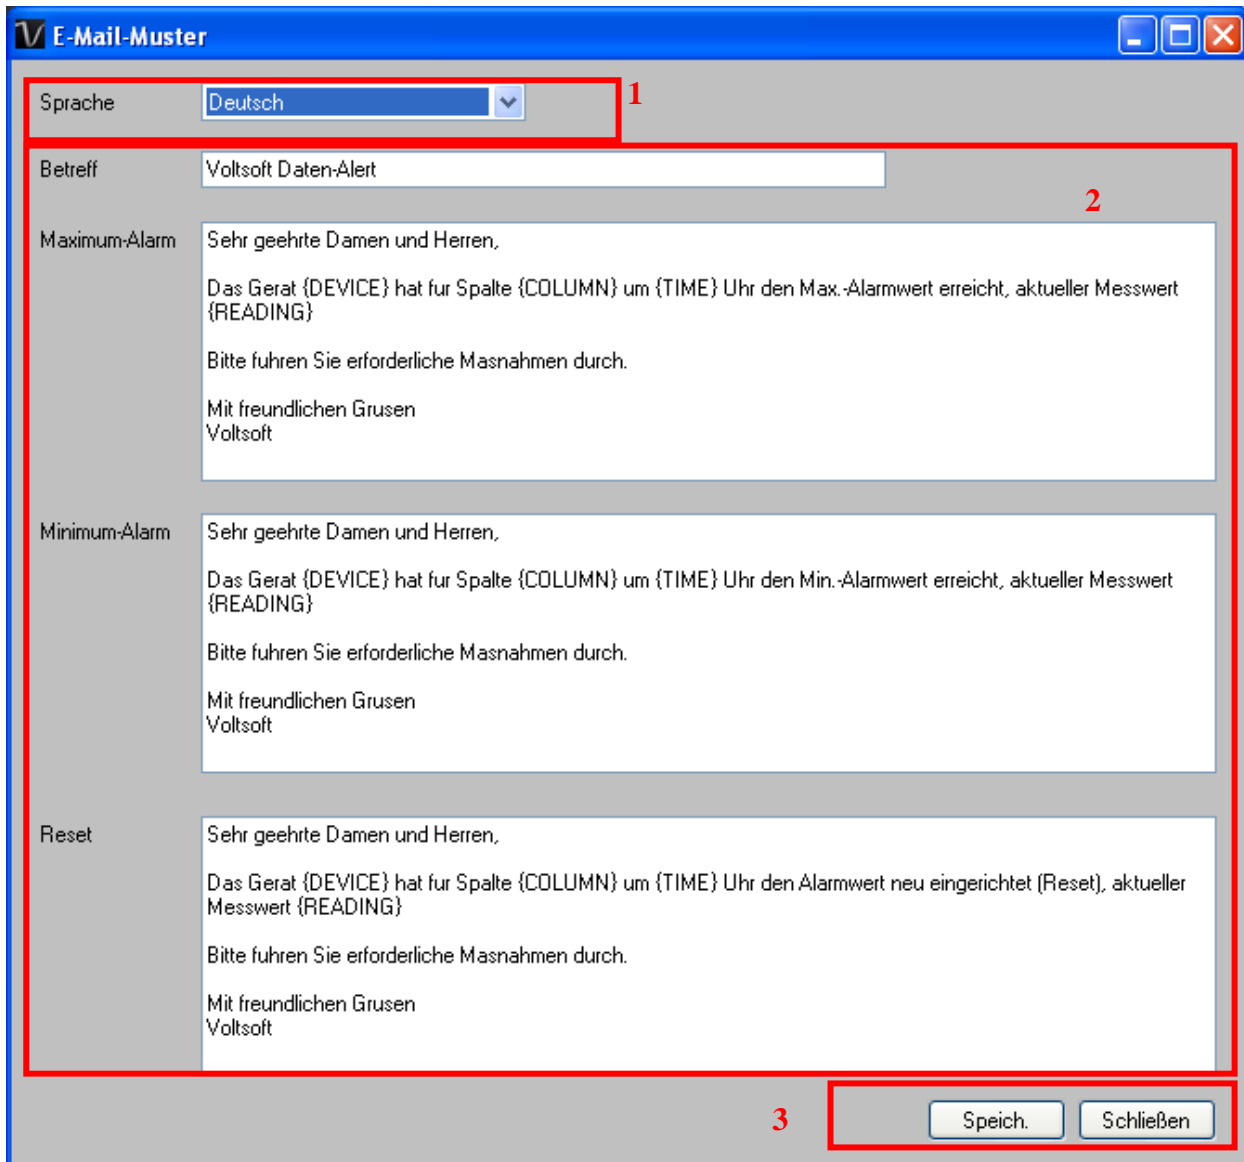 E-Mail-Muster
Sprache
Deutsch
1
Betreff
Voltsoft Daten-Alert
2
Maximum-Alarm
Sehr geehrte Damen und Herren,
Das Gerat {DEVICE} hat fur Spalte {COLUMN} um {TIME} Uhr den Max.-Alarmwert erreicht, aktueller Messwert
{READING}
Bitte fuhren Sie erforderliche Masnahmen durch.
Mit freundlichen Grusen
Voltsoft
Minimum-Alarm
Sehr geehrte Damen und Herren,
Das Gerat {DEVICE} hat fur Spalte {COLUMN} um {TIME} Uhr den Min.-Alarmwert erreicht, aktueller Messwert
{READING}
Bitte fuhren Sie erforderliche Masnahmen durch.
Mit freundlichen Grusen
Voltsoft
Reset
Sehr geehrte Damen und Herren,
Das Gerat {DEVICE} hat fur Spalte {COLUMN} um {TIME} Uhr den Alarmwert neu eingerichtet (Reset), aktueller
Messwert {READING}
Bitte fuhren Sie erforderliche Masnahmen durch.
Mit freundlichen Grusen
Voltsoft
3
Speich.
Schließen